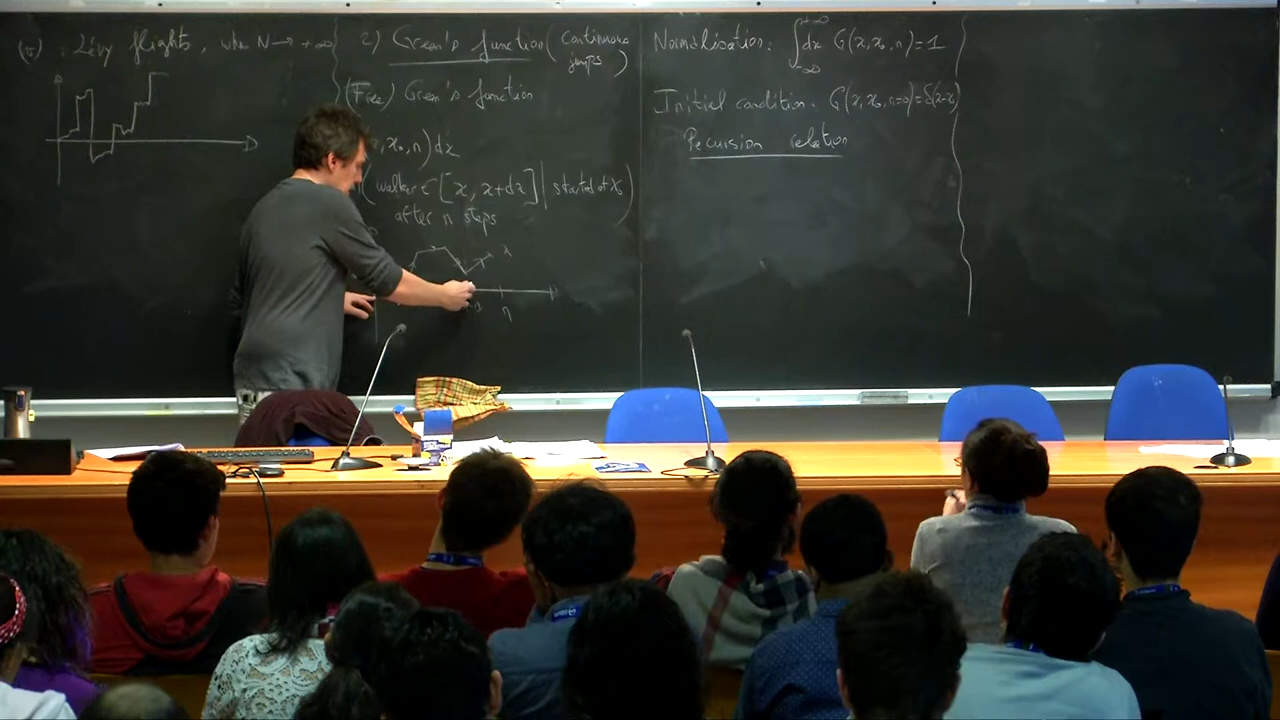 (v) Lévy flights, when N → +∞
2) Green's function (continuous jumps)
(Free) Green's function
, x₀, n)dx
(walker ∈ [x, x+dx] | started at x₀)
after n steps
x
n
Normalisation: ∫_{-∞}^{+∞} dx G(x, x₀, n) = 1
Initial condition: G(x, x₀, n=0) = δ(x-x₀)
Recursion relation